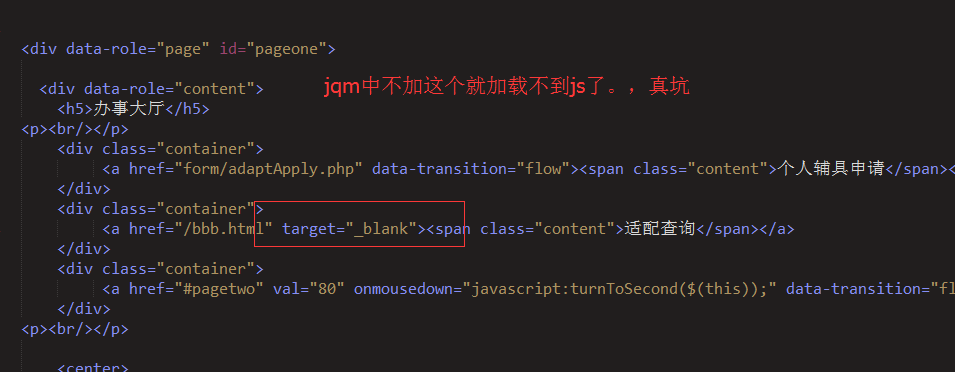 <div data-role="page" id="pageone">
<div data-role="content">
jqm中不加这个就加载不到js了。，真坑
<h5>办事大厅</h5>
<p><br/></p>
<div class="container">
<a href="form/adaptApply.php" data-transition="flow"><span class="content">个人辅具申请</span><
</div>
<div class="container">
<a href="/bbb.html" target="_blank"><span class="content">适配查询</span></a>
</div>
<div class="container">
<a href="#pagetwo" val="80" onmousedown="javascript:turnToSecond($(this));" data-transition="fl
</div>
<p><br/></p>
<center>